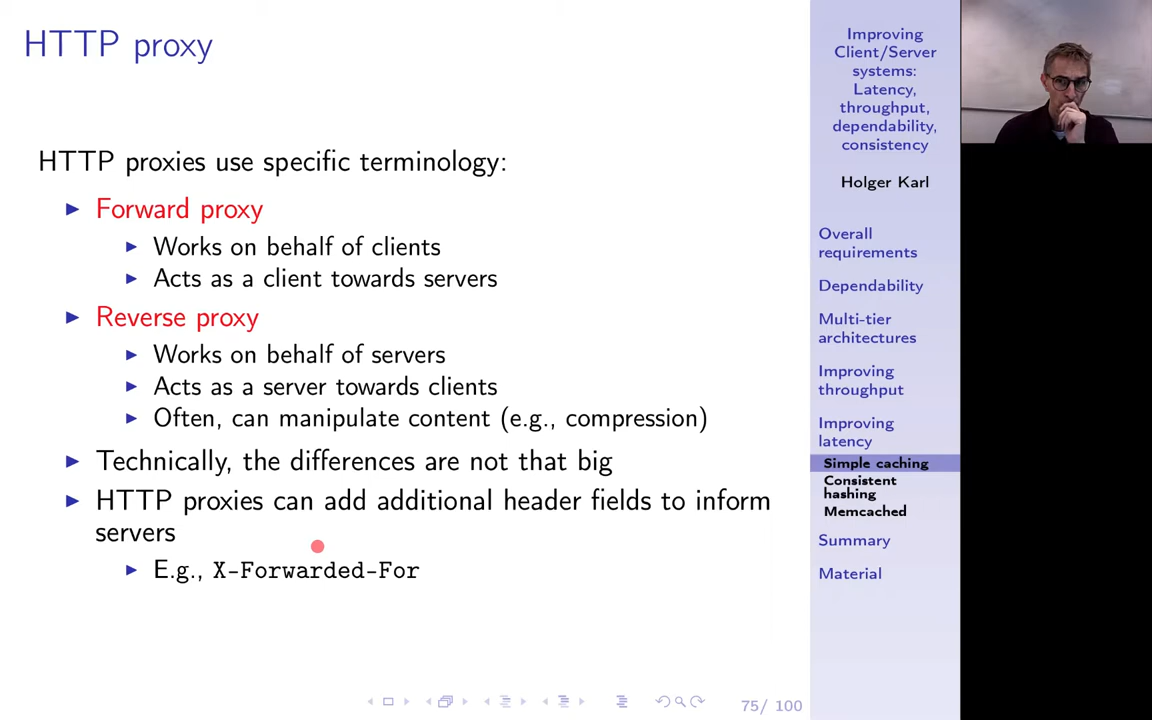 HTTP proxy
HTTP proxies use specific terminology:
Forward proxy
Works on behalf of clients
Acts as a client towards servers
Reverse proxy
Works on behalf of servers
Acts as a server towards clients
Often, can manipulate content (e.g., compression)
Technically, the differences are not that big
HTTP proxies can add additional header fields to inform
servers
E.g., X-Forwarded-For
75/ 100
Improving
Client/Server
systems:
Latency,
throughput,
dependability,
consistency
Holger Karl
Overall
requirements
Dependability
Multi-tier
architectures
Improving
throughput
Improving
latency
Simple caching
Consistent
hashing
Memcached
Summary
Material